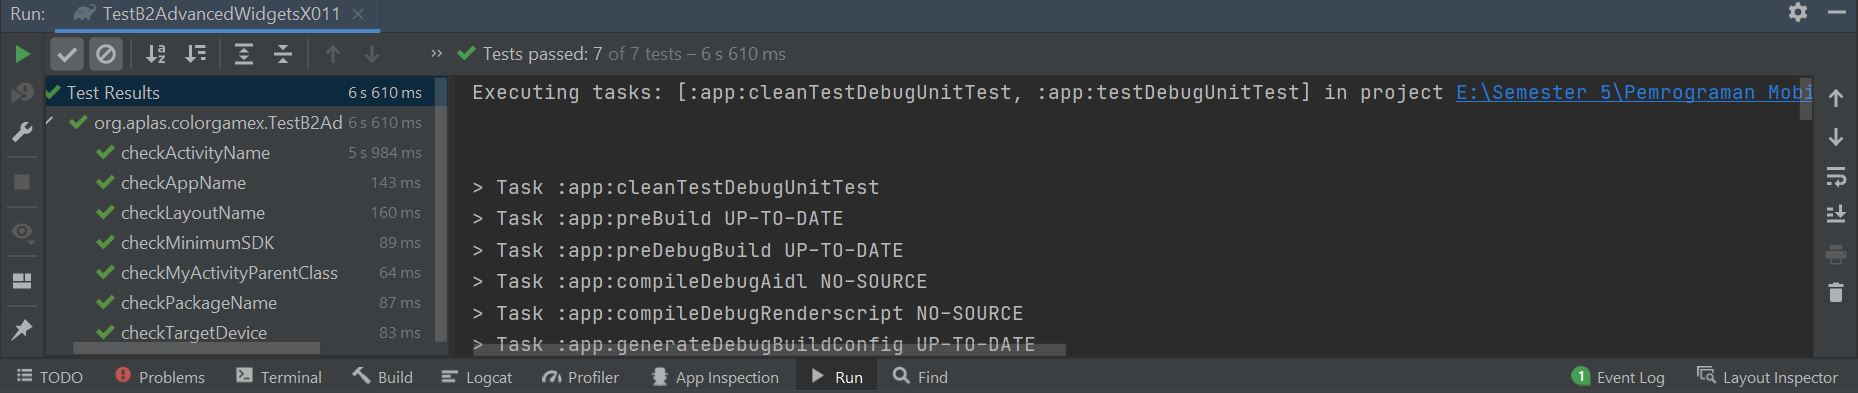 Run: TestB2AdvancedWidgetsX011
Tests passed: 7 of 7 tests – 6 s 610 ms
Test Results 6 s 610 ms
org.aplas.colorgamex.TestB2Ad 6 s 610 ms
checkActivityName 5 s 984 ms
checkAppName 143 ms
checkLayoutName 160 ms
checkMinimumSDK 89 ms
checkMyActivityParentClass 64 ms
checkPackageName 87 ms
checkTargetDevice 83 ms
Executing tasks: [:app:cleanTestDebugUnitTest, :app:testDebugUnitTest] in project E:\Semester 5\Pemrograman Mobi
> Task :app:cleanTestDebugUnitTest
> Task :app:preBuild UP-TO-DATE
> Task :app:preDebugBuild UP-TO-DATE
> Task :app:compileDebugAidl NO-SOURCE
> Task :app:compileDebugRenderscript NO-SOURCE
> Task :app:generateDebugBuildConfig UP-TO-DATE
TODO Problems Terminal Build Logcat Profiler App Inspection Run Find 1 Event Log Layout Inspector